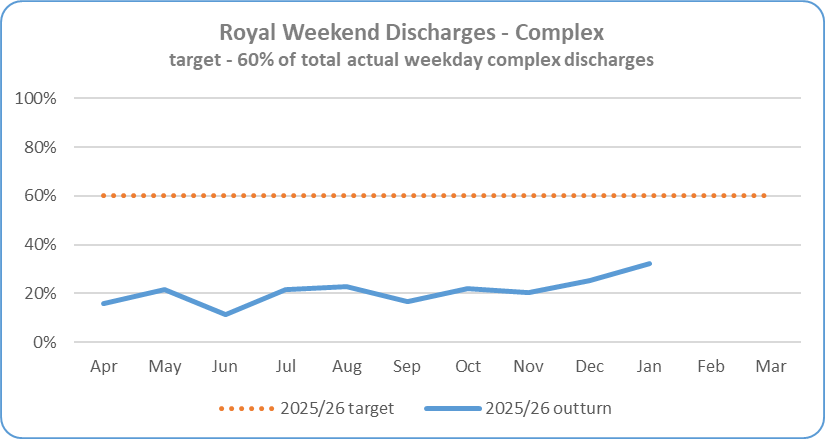 Royal Weekend Discharges - Complex
target - 60% of total actual weekday complex discharges
100%
80%
60%
40%
20%
0%
Apr May Jun Jul Aug Sep Oct Nov Dec Jan Feb Mar
2025/26 target 2025/26 outturn